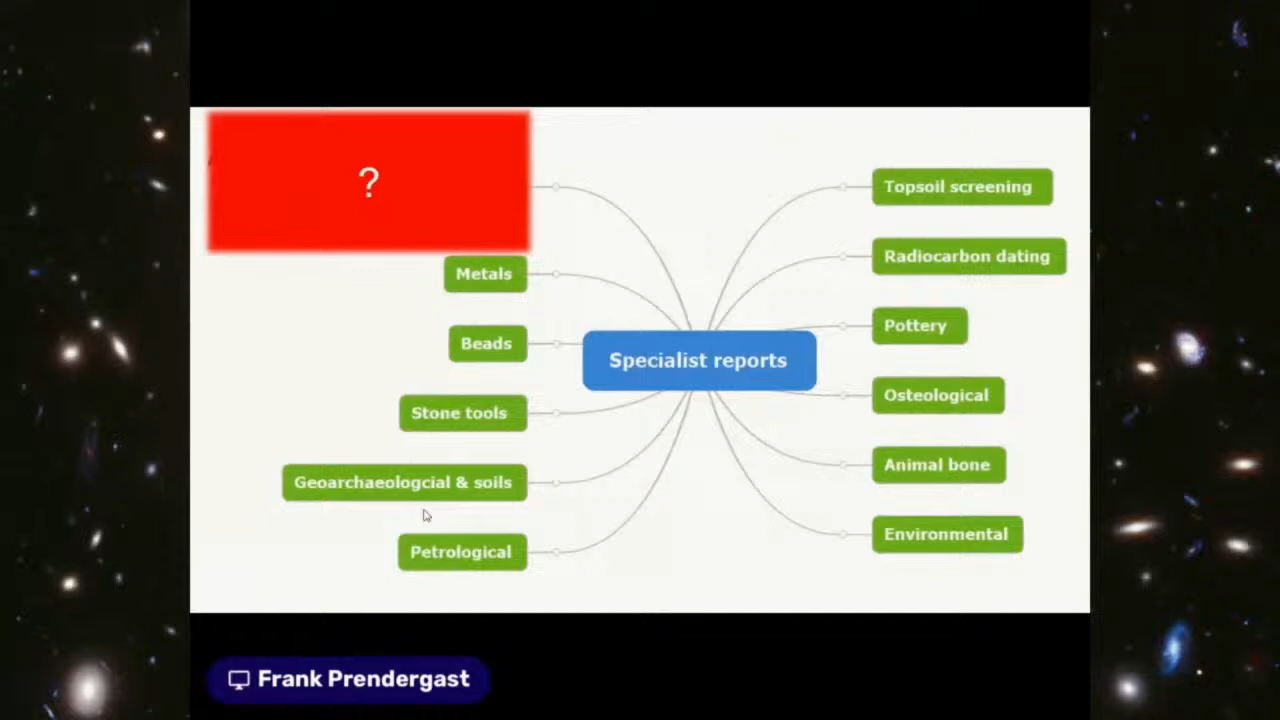 ?
Metals
Beads
Stone tools
Geoarchaeologcial & soils
Petrological
Specialist reports
Topsoil screening
Radiocarbon dating
Pottery
Osteological
Animal bone
Environmental
Frank Prendergast